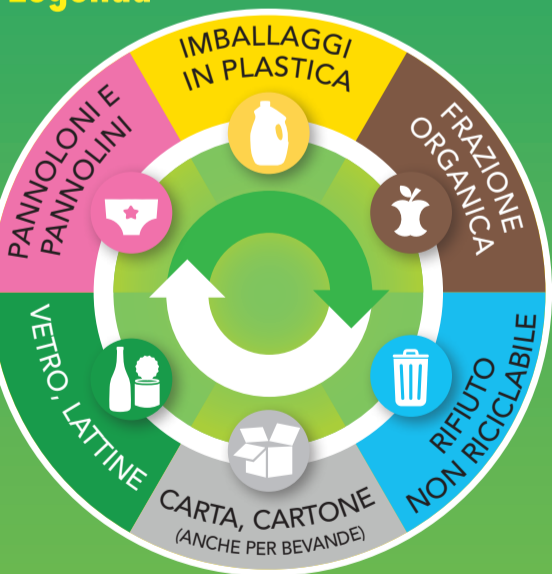 Legenda
IMBALLAGGI
IN PLASTICA
FRAZIONE
ORGANICA
RIFIUTO
NON RICICLABILE
CARTA, CARTONE
(ANCHE PER BEVANDE)
VETRO, LATTINE
PANNOLONI E
PANNOLINI